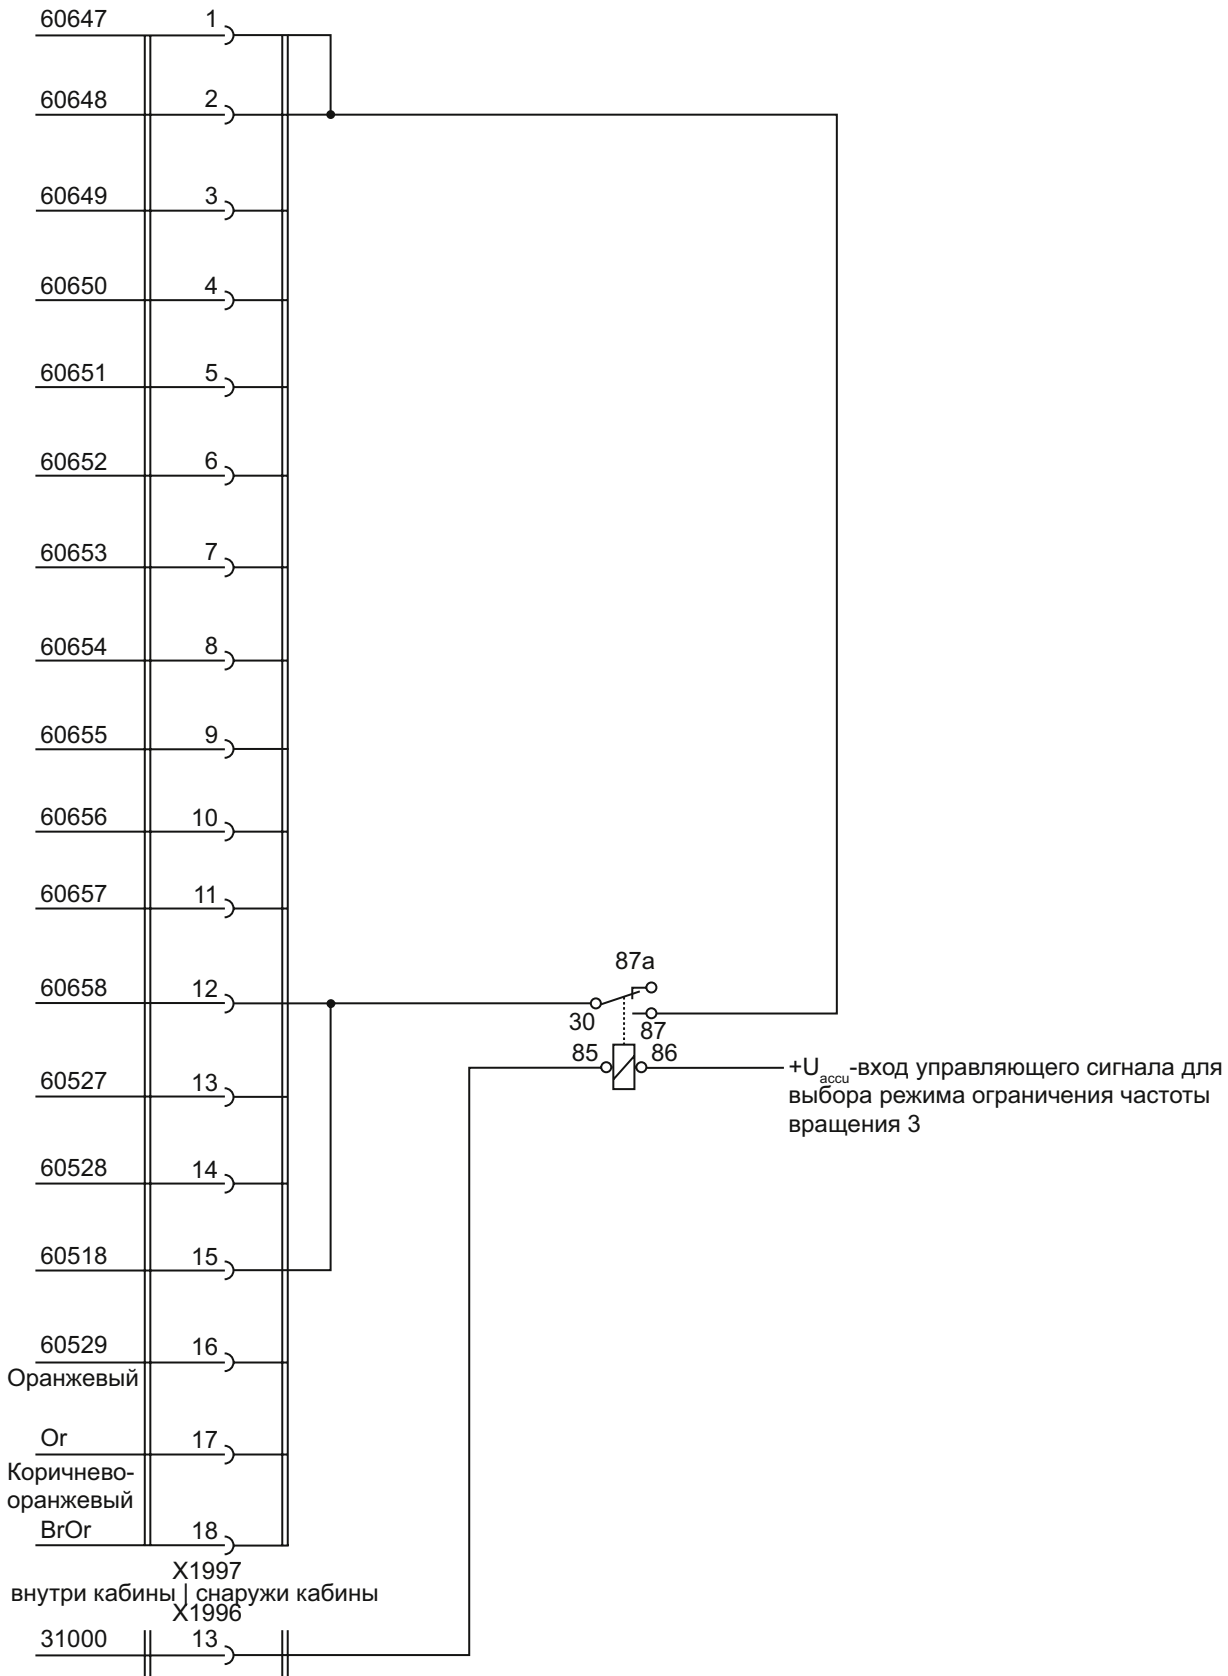 60647 1
60648 2
60649 3
60650 4
60651 5
60652 6
60653 7
60654 8
60655 9
60656 10
60657 11
87a
60658 12
30 87
85 86
+Uaccu-вход управляющего сигнала для
выбора режима ограничения частоты
вращения 3
60527 13
60528 14
60518 15
60529 16
Оранжевый
Or 17
Коричнево-
оранжевый
BrOr 18
X1997
внутри кабины | снаружи кабины
X1996
31000 13